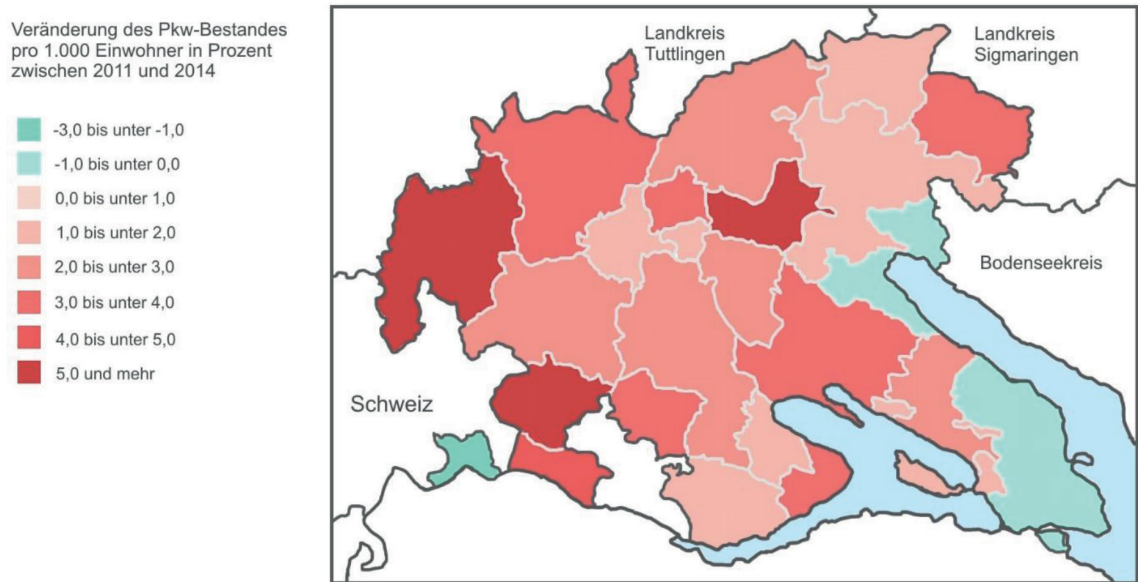 Veränderung des Pkw-Bestandes
pro 1.000 Einwohner in Prozent
zwischen 2011 und 2014
-3,0 bis unter -1,0
-1,0 bis unter 0,0
0,0 bis unter 1,0
1,0 bis unter 2,0
2,0 bis unter 3,0
3,0 bis unter 4,0
4,0 bis unter 5,0
5,0 und mehr
Landkreis
Tuttlingen
Landkreis
Sigmaringen
Bodenseekreis
Schweiz